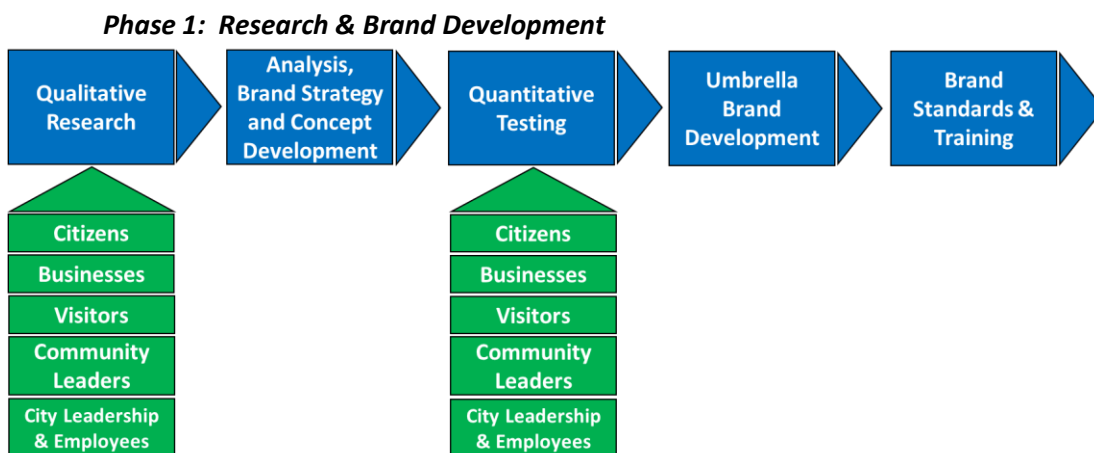 Phase 1:  Research & Brand Development
Qualitative
Research
Analysis,
Brand Strategy
and Concept
Development
Quantitative
Testing
Umbrella
Brand
Development
Brand
Standards &
Training
Citizens
Businesses
Visitors
Community
Leaders
City Leadership
& Employees
Citizens
Businesses
Visitors
Community
Leaders
City Leadership
& Employees